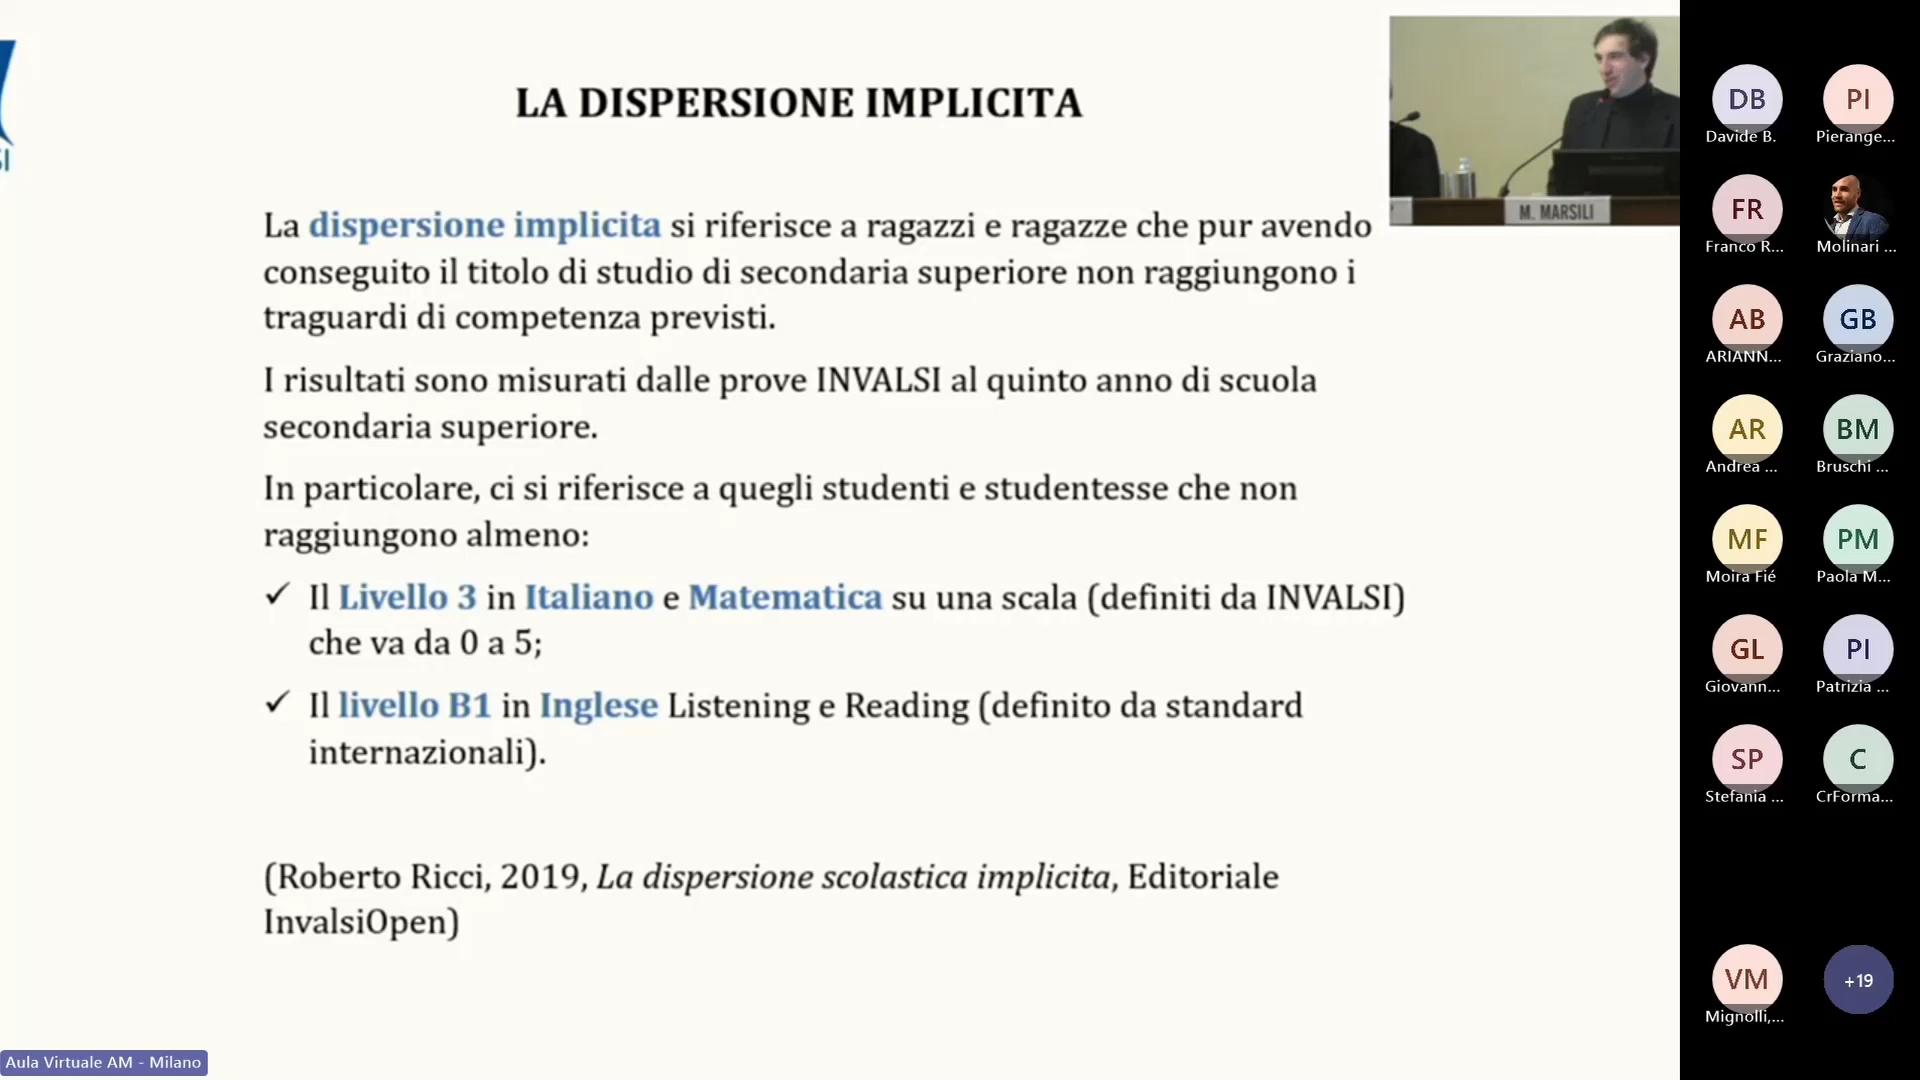 SI
LA DISPERSIONE IMPLICITA
La dispersione implicita si riferisce a ragazzi e ragazze che pur avendo
conseguito il titolo di studio di secondaria superiore non raggiungono i
traguardi di competenza previsti.
I risultati sono misurati dalle prove INVALSI al quinto anno di scuola
secondaria superiore.
In particolare, ci si riferisce a quegli studenti e studentesse che non
raggiungono almeno:
✓ Il Livello 3 in Italiano e Matematica su una scala (definiti da INVALSI)
che va da 0 a 5;
✓ Il livello B1 in Inglese Listening e Reading (definito da standard
internazionali).
(Roberto Ricci, 2019, La dispersione scolastica implicita, Editoriale
InvalsiOpen)
Aula Virtuale AM - Milano
M. MARSILI
DB
Davide B.
PI
Pierange...
FR
Franco R...
Molinari ...
AB
ARIANN...
GB
Graziano...
AR
Andrea ...
BM
Bruschi ...
MF
Moira Fié
PM
Paola M...
GL
Giovann...
PI
Patrizia ...
SP
Stefania ...
C
CrForma...
VM
Mignolli,...
+19